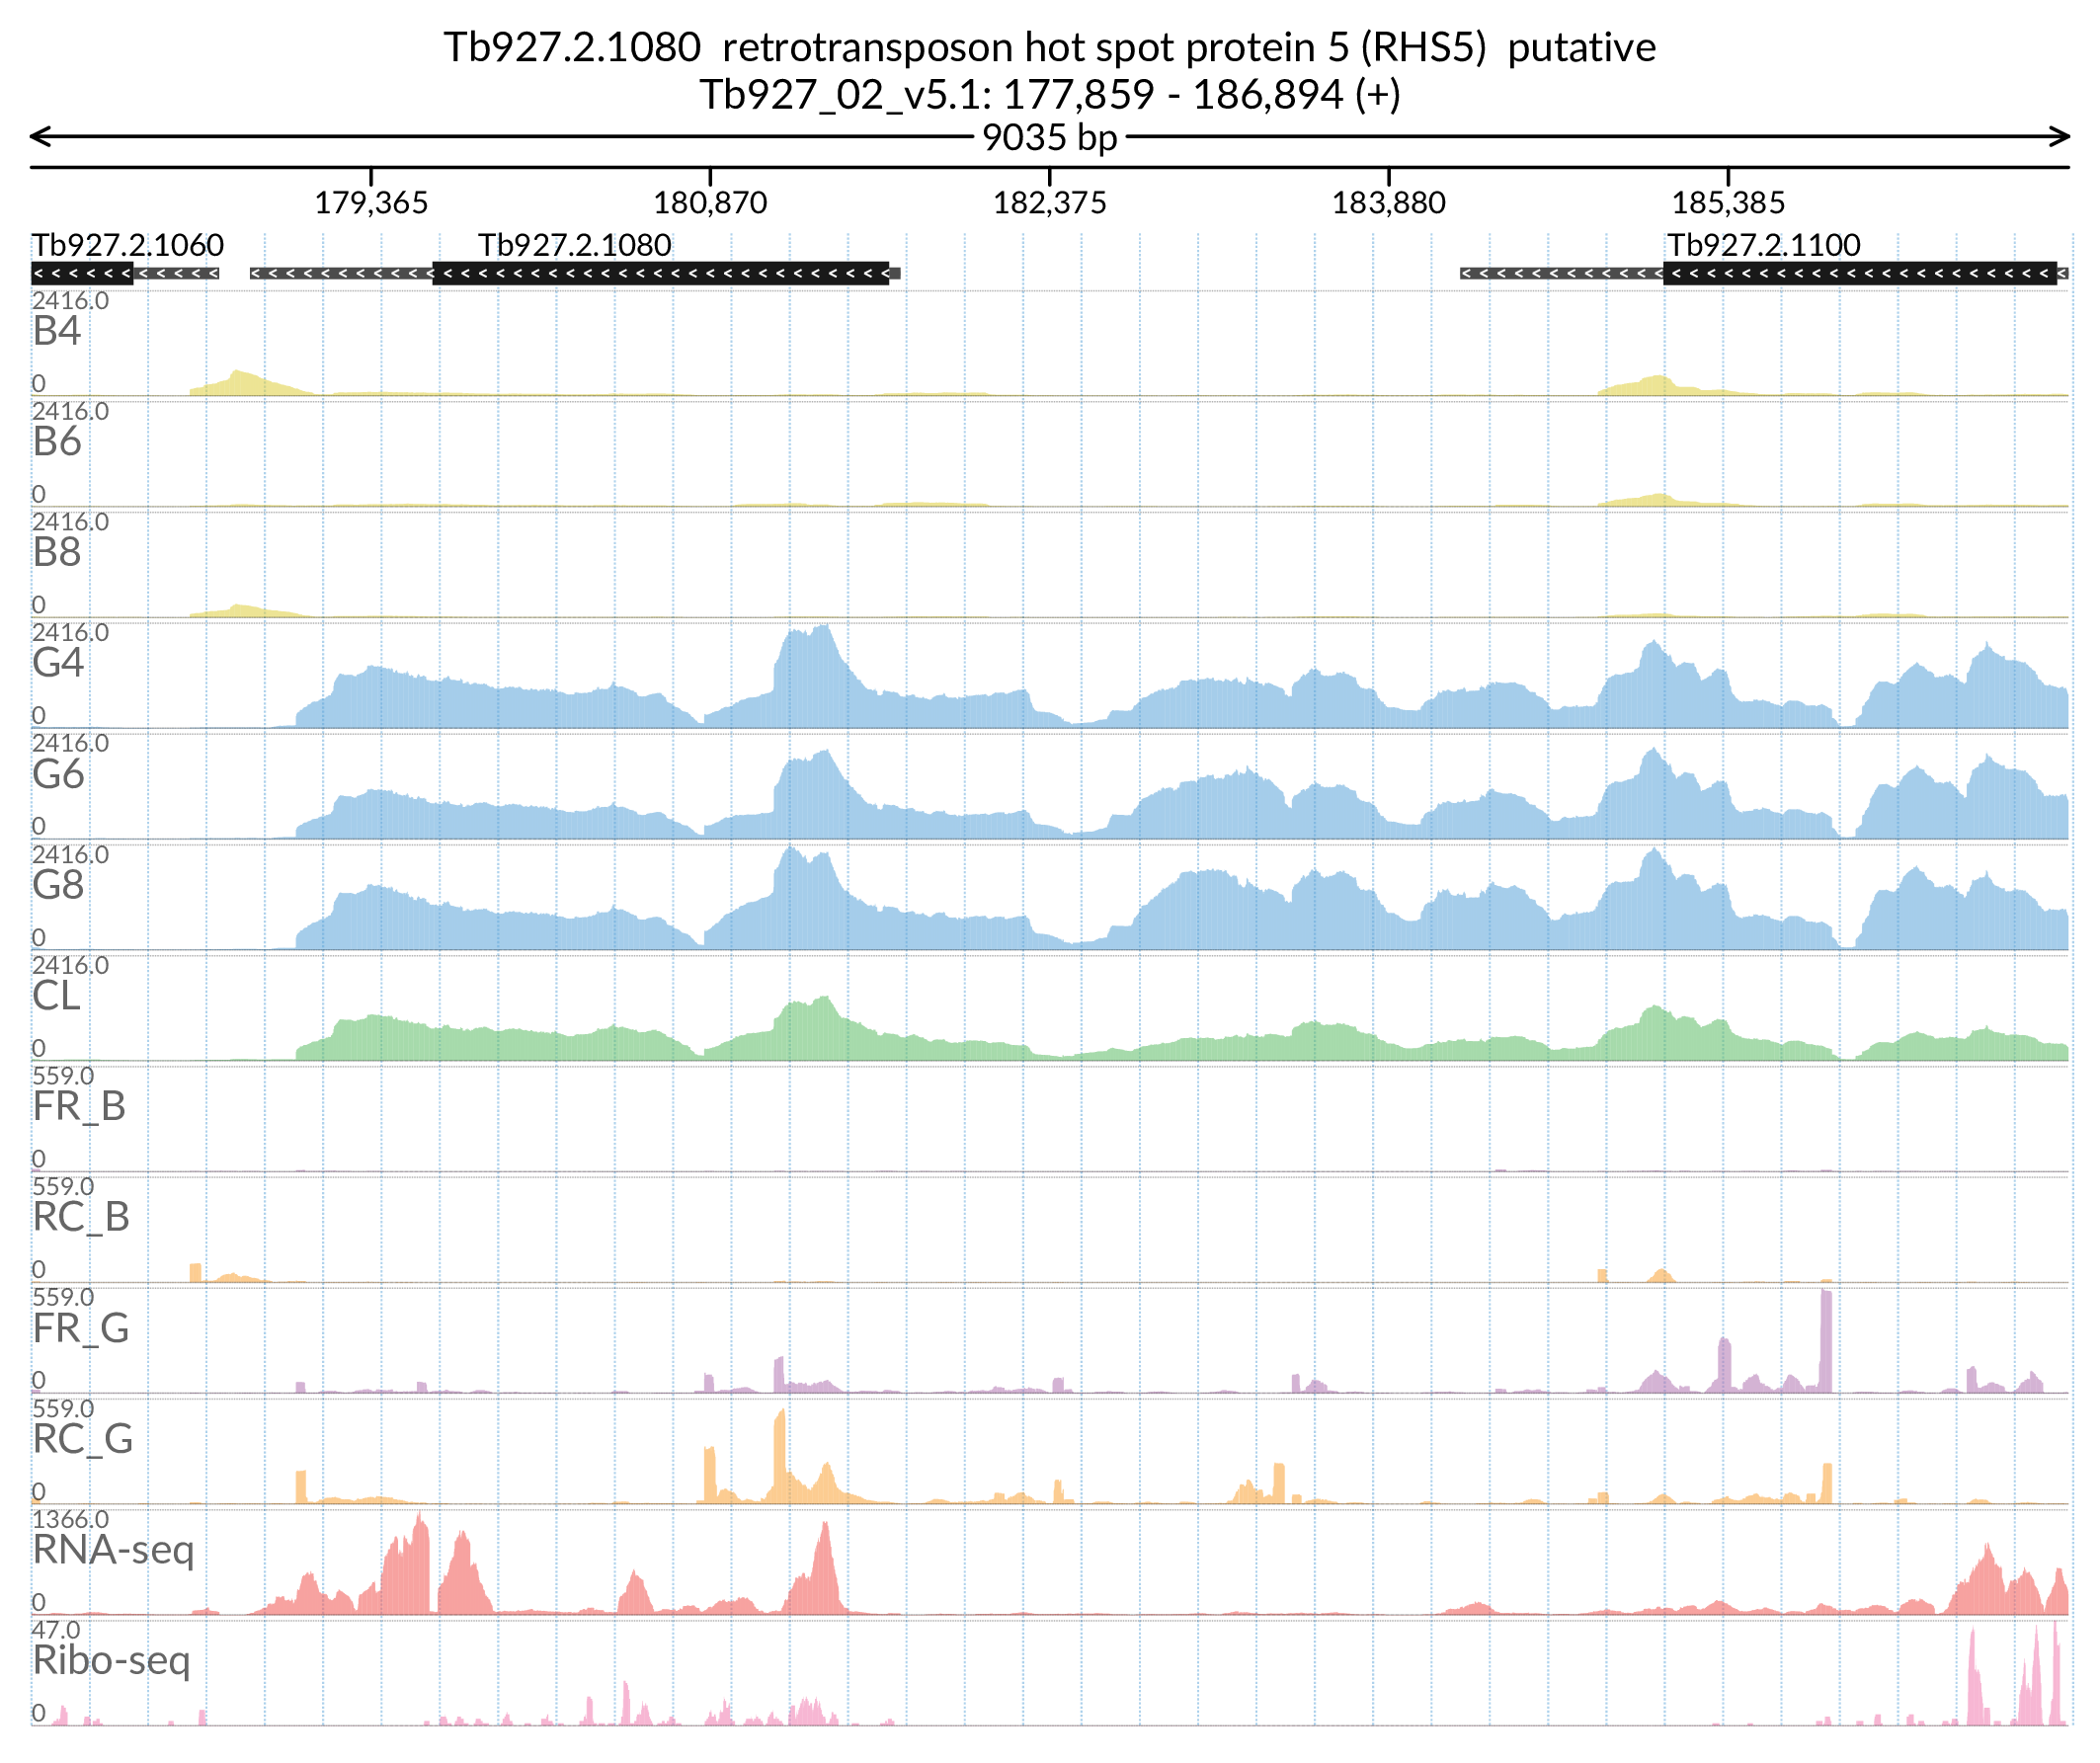 Tb927.2.1080 retrotransposon hot spot protein 5 (RHS5) putative
Tb927_02_v5.1: 177,859 - 186,894 (+)
9035 bp
179,365 180,870 182,375 183,880 185,385
Tb927.2.1060 Tb927.2.1080 Tb927.2.1100
2416.0
B4
0
2416.0
B6
0
2416.0
B8
0
2416.0
G4
0
2416.0
G6
0
2416.0
G8
0
2416.0
CL
0
559.0
FR_B
0
559.0
RC_B
0
559.0
FR_G
0
559.0
RC_G
0
1366.0
RNA-seq
0
47.0
Ribo-seq
0